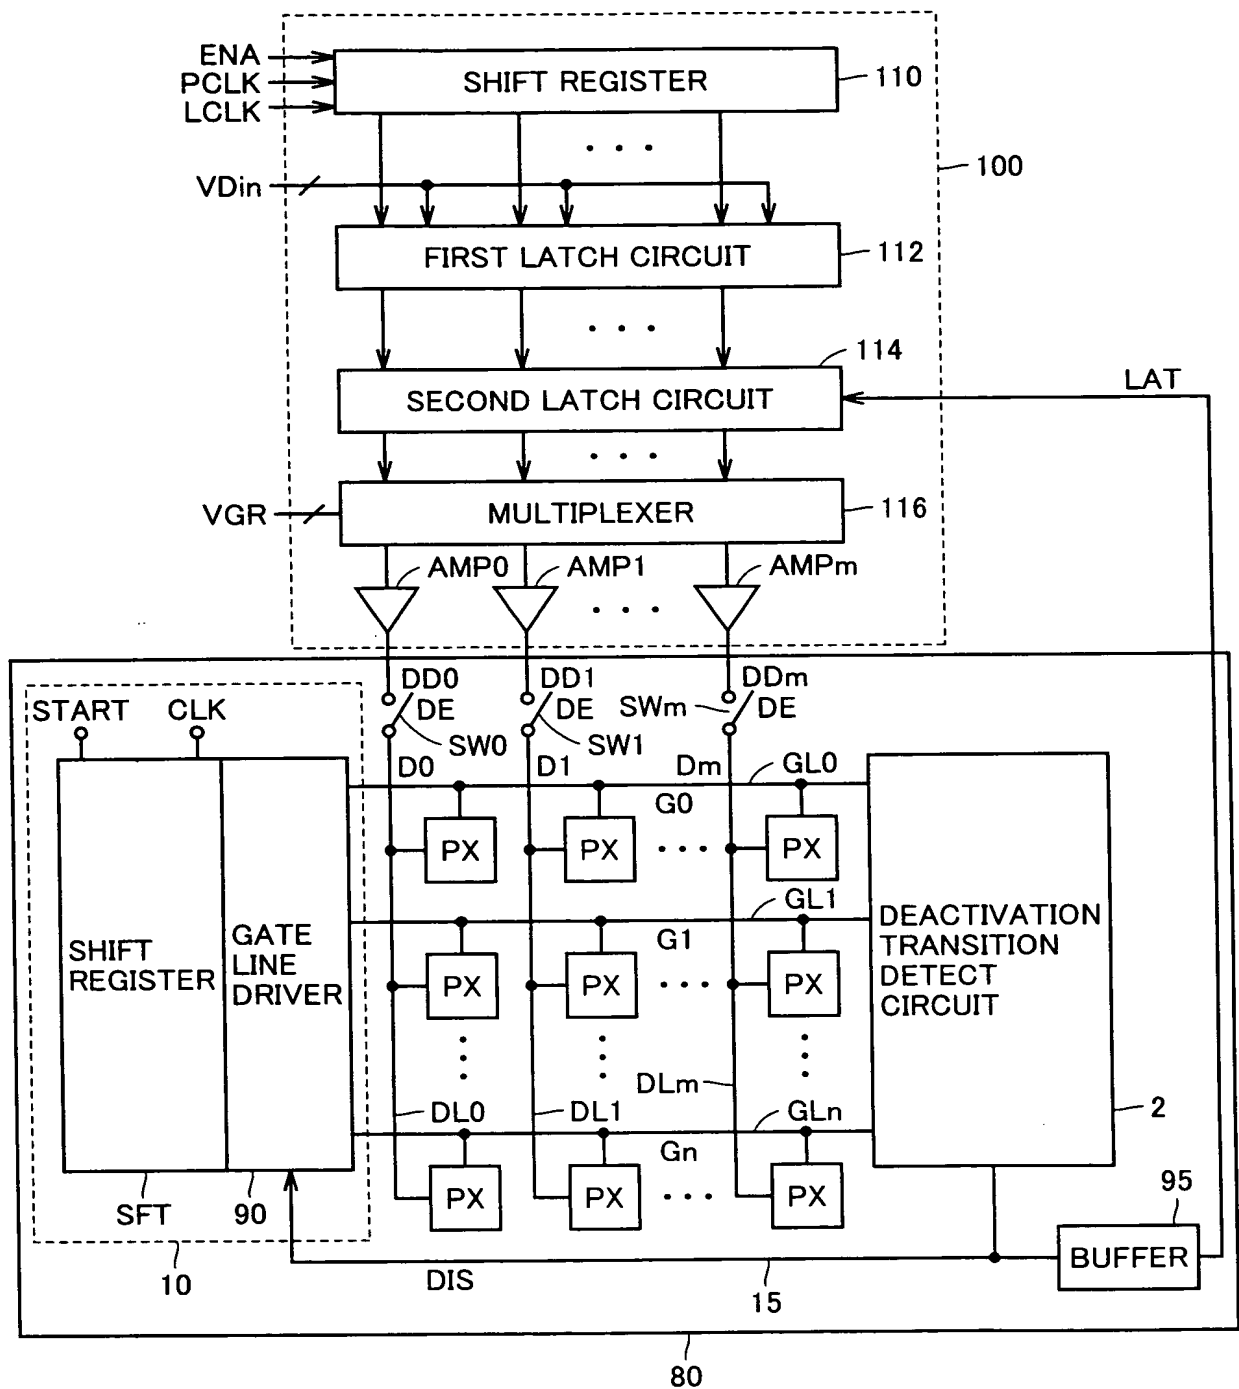 ENA
PCLK
LCLK
SHIFT REGISTER
110
100
VDin
FIRST LATCH CIRCUIT
112
114
LAT
SECOND LATCH CIRCUIT
VGR
MULTIPLEXER
116
AMP0
AMP1
AMPm
DD0
DE
DD1
DE
DDm
DE
SW0
SW1
SWm
START
CLK
D0
D1
Dm
GL0
G0
PX
PX
PX
GL1
G1
PX
PX
PX
SHIFT
REGISTER
GATE
LINE
DRIVER
DEACTIVATION
TRANSITION
DETECT
CIRCUIT
DL0
DL1
DLm
GLn
Gn
PX
PX
PX
2
SFT
90
10
DIS
15
95
BUFFER
80